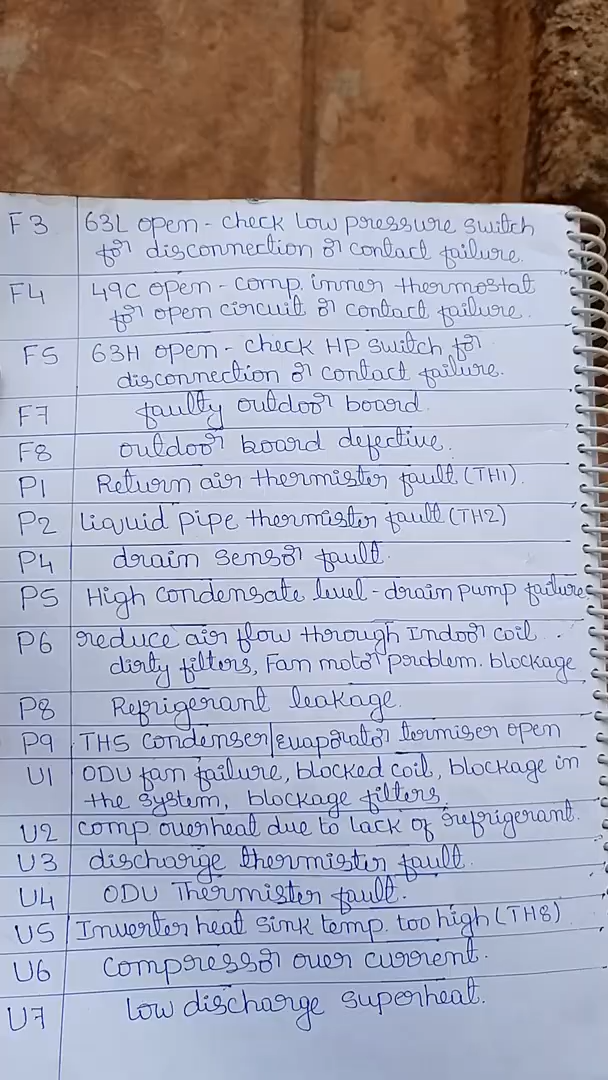 F3 63L open - check low pressure switch
for disconnection or contact failure.
F4 49C open - comp. inner thermostat
for open circuit or contact failure.
F5 63H open - check HP switch for
disconnection or contact failure.
F7 faulty outdoor board.
F8 outdoor board defective.
P1 Return air thermister fault (TH1).
P2 liquid pipe thermister fault (TH2)
P4 drain sensor fault.
P5 High condensate level - drain pump failure
P6 reduce air flow through Indoor coil.
dirty filters, Fan motor problem. blockage
P8 Refrigerant leakage.
P9 TH5 condenser/evaporator termiser open
U1 ODU fan failure, blocked coil, blockage in
the system, blockage filters,
U2 comp. overheat due to lack of refrigerant.
U3 discharge thermister fault.
U4 ODU Thermister fault.
U5 Inverter heat sink temp. too high (TH8)
U6 compressor over current.
U7 low discharge superheat.